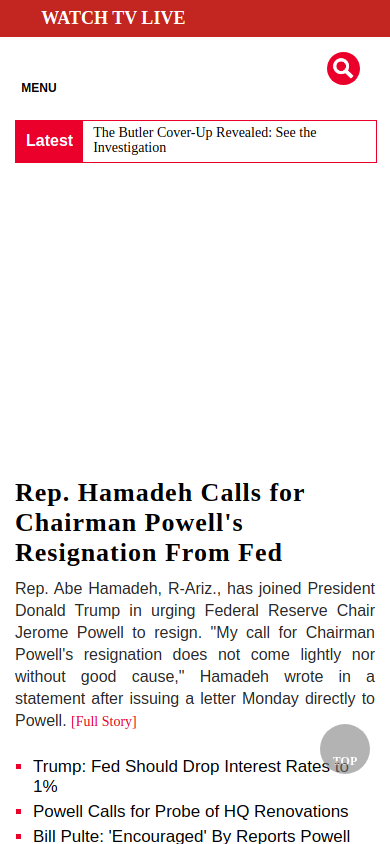 WATCH TV LIVE
MENU
Latest
The Butler Cover-Up Revealed: See the
Investigation
Rep. Hamadeh Calls for
Chairman Powell's
Resignation From Fed
Rep. Abe Hamadeh, R-Ariz., has joined President
Donald Trump in urging Federal Reserve Chair
Jerome Powell to resign. "My call for Chairman
Powell's resignation does not come lightly nor
without good cause," Hamadeh wrote in a
statement after issuing a letter Monday directly to
Powell. [Full Story]
TOP
Trump: Fed Should Drop Interest Rates to
1%
Powell Calls for Probe of HQ Renovations
Bill Pulte: 'Encouraged' By Reports Powell